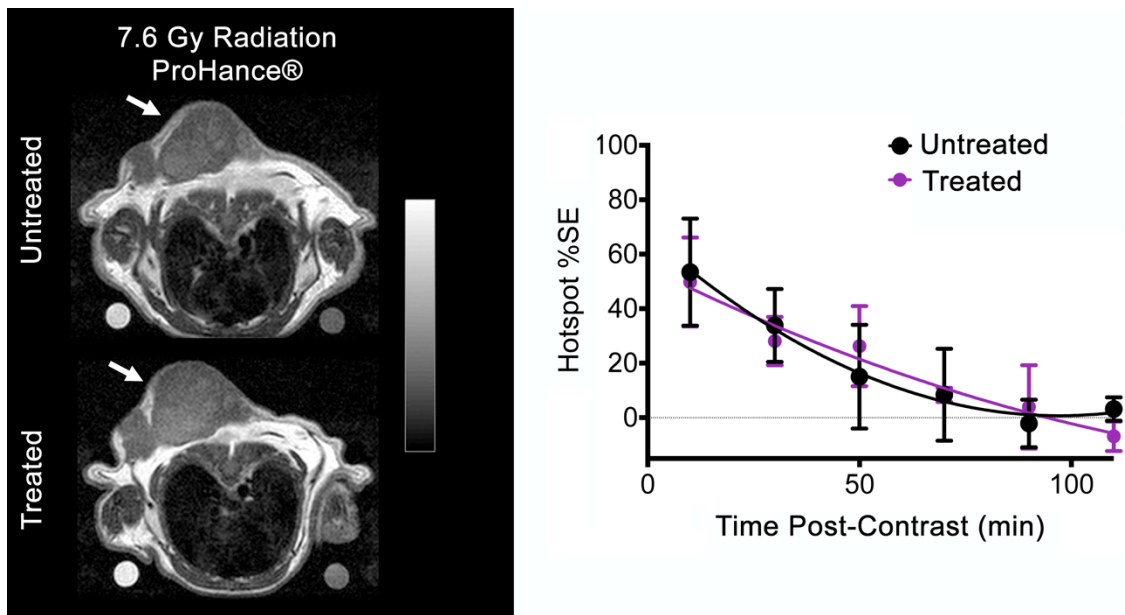 7.6 Gy Radiation
ProHance®
Untreated
Treated
Untreated
Treated
100
80
60
40
20
0
Hotspot %SE
0
50
100
Time Post-Contrast (min)